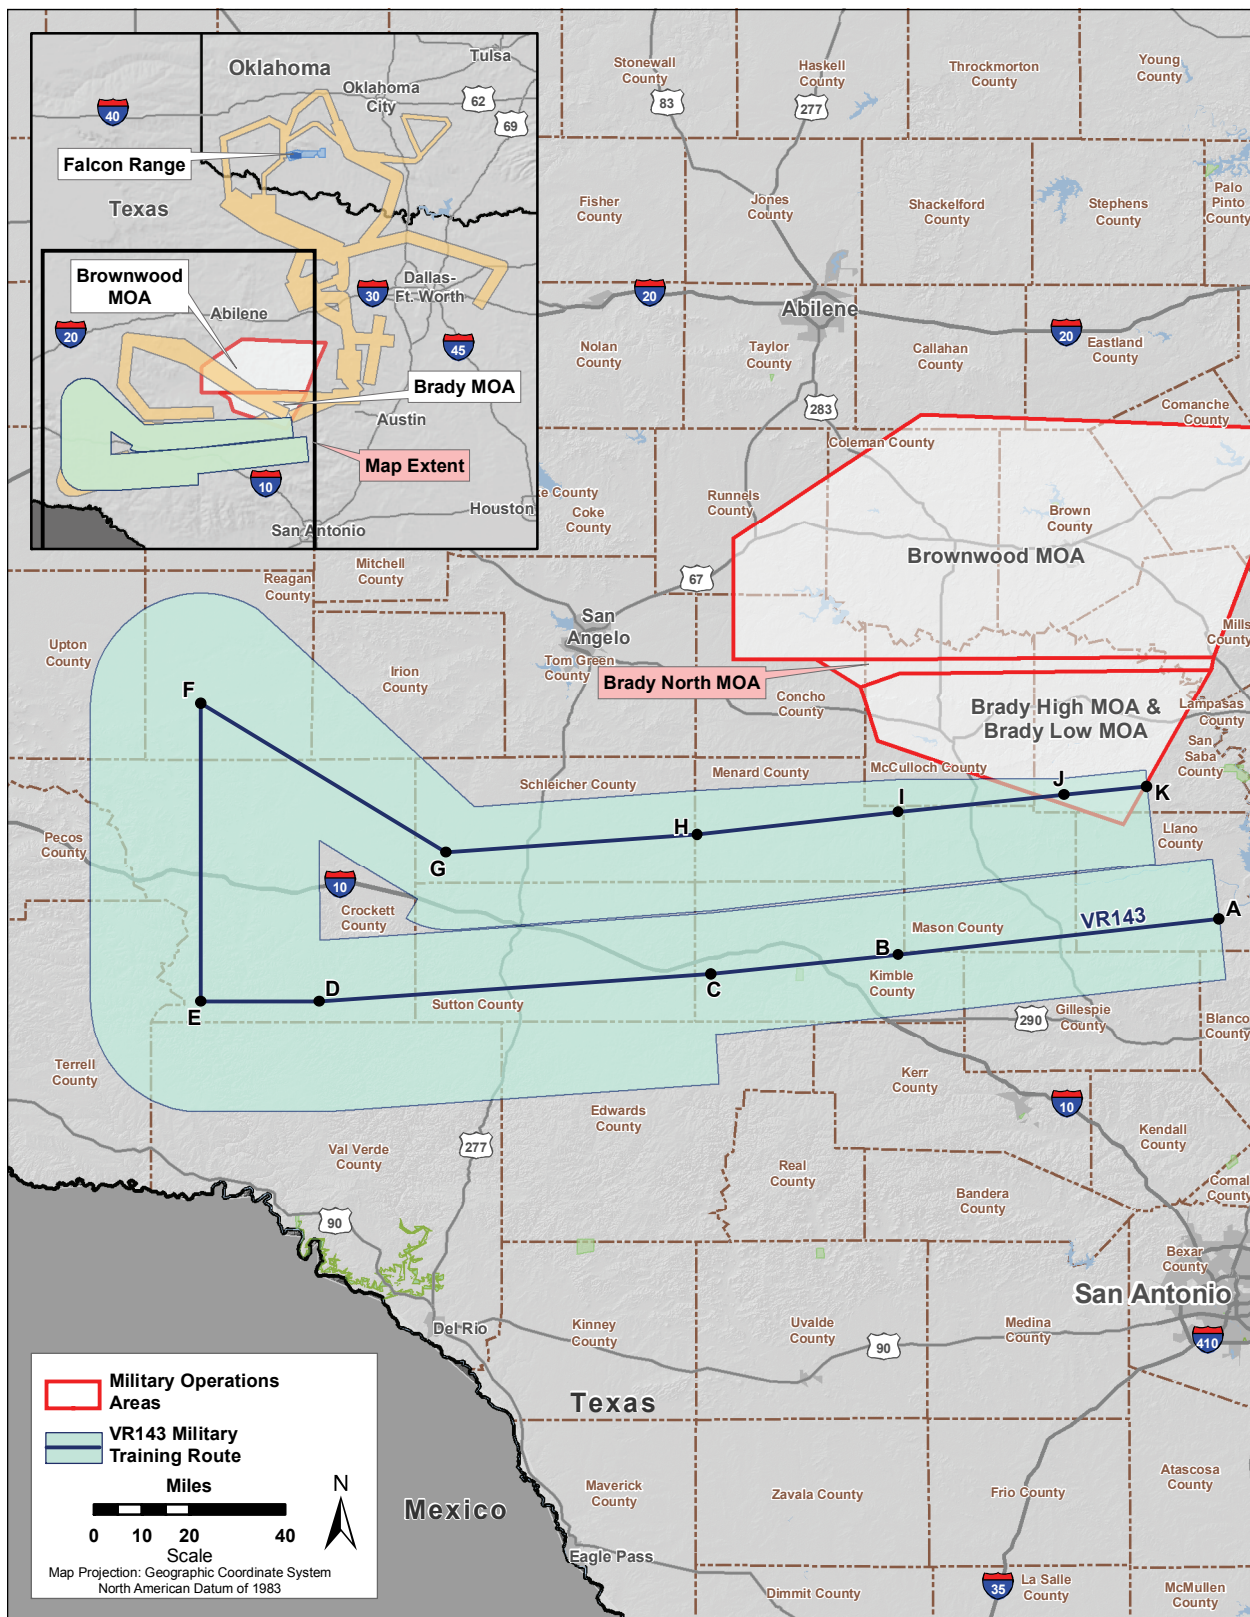 Oklahoma
Tulsa
Oklahoma
City
62
69
40
Falcon Range
Texas
Brownwood
MOA
Dallas-
Ft. Worth
30
Abilene
20
45
Brady MOA
Austin
Map Extent
10
Houston
San Antonio
Stonewall
County
Haskell
County
Throckmorton
County
Young
County
83
277
Fisher
County
Jones
County
Shackelford
County
Stephens
County
Palo
Pinto
County
20
Abilene
20
Nolan
County
Taylor
County
Callahan
County
Eastland
County
283
Comanche
County
Coleman County
ke County
Coke
County
Runnels
County
Brown
County
Brownwood MOA
Mitchell
County
Reagan
County
67
San
Angelo
Mills
County
Upton
County
Irion
County
Tom Green
County
Brady North MOA
Concho
County
Brady High MOA &
Brady Low MOA
Lampasas
County
San
Saba
County
F
Schleicher County
Menard County
McCulloch County
J
K
I
H
G
Pecos
County
Llano
County
10
Crockett
County
VR143
A
Mason County
B
C
Kimble
County
D
E
Sutton County
290
Gillespie
County
Blanco
County
Terrell
County
Kerr
County
10
Edwards
County
Kendall
County
277
Val Verde
County
Real
County
Bandera
County
Comal
County
90
Bexar
County
San Antonio
Del Rio
Kinney
County
Uvalde
County
Medina
County
90
410
Texas
Military Operations
Areas
VR143 Military
Training Route
Miles
N
0 10 20 40
Scale
Map Projection: Geographic Coordinate System
North American Datum of 1983
Mexico
Maverick
County
Zavala County
Frio County
Atascosa
County
Eagle Pass
Dimmit County
35
La Salle
County
McMullen
County